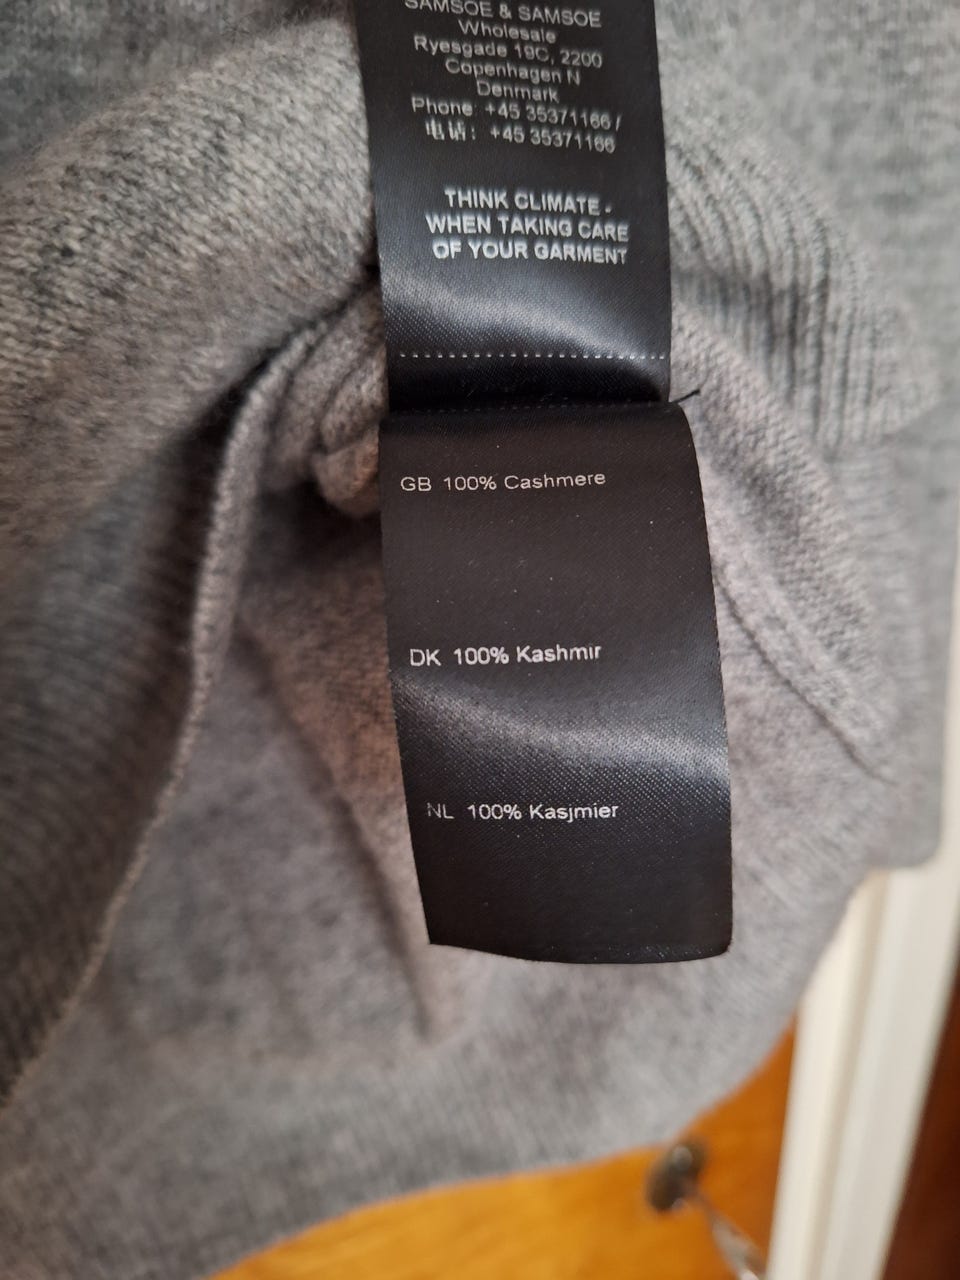 SAMSOE & SAMSOE
Wholesale
Ryesgade 19C, 2200
Copenhagen N
Denmark
Phone: +45 35371166 /
电话: +45 35371166
THINK CLIMATE -
WHEN TAKING CARE
OF YOUR GARMENT
GB 100% Cashmere
DK 100% Kashmir
NL 100% Kasjmier